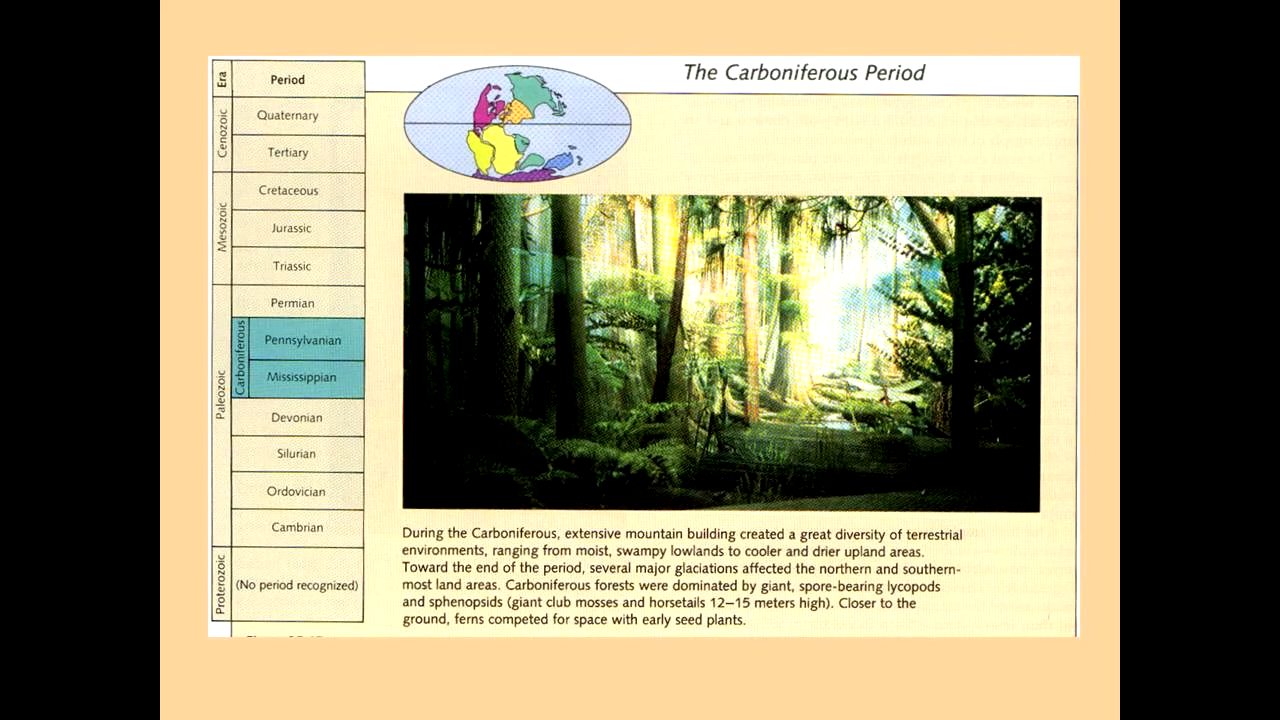 The Carboniferous Period
Era
Period
Cenozoic
Quaternary
Tertiary
Mesozoic
Cretaceous
Jurassic
Triassic
Paleozoic
Permian
Carboniferous
Pennsylvanian
Mississippian
Devonian
Silurian
Ordovician
Cambrian
Proterozoic
(No period recognized)
During the Carboniferous, extensive mountain building created a great diversity of terrestrial
environments, ranging from moist, swampy lowlands to cooler and drier upland areas.
Toward the end of the period, several major glaciations affected the northern and southern-
most land areas. Carboniferous forests were dominated by giant, spore-bearing lycopods
and sphenopsids (giant club mosses and horsetails 12–15 meters high). Closer to the
ground, ferns competed for space with early seed plants.